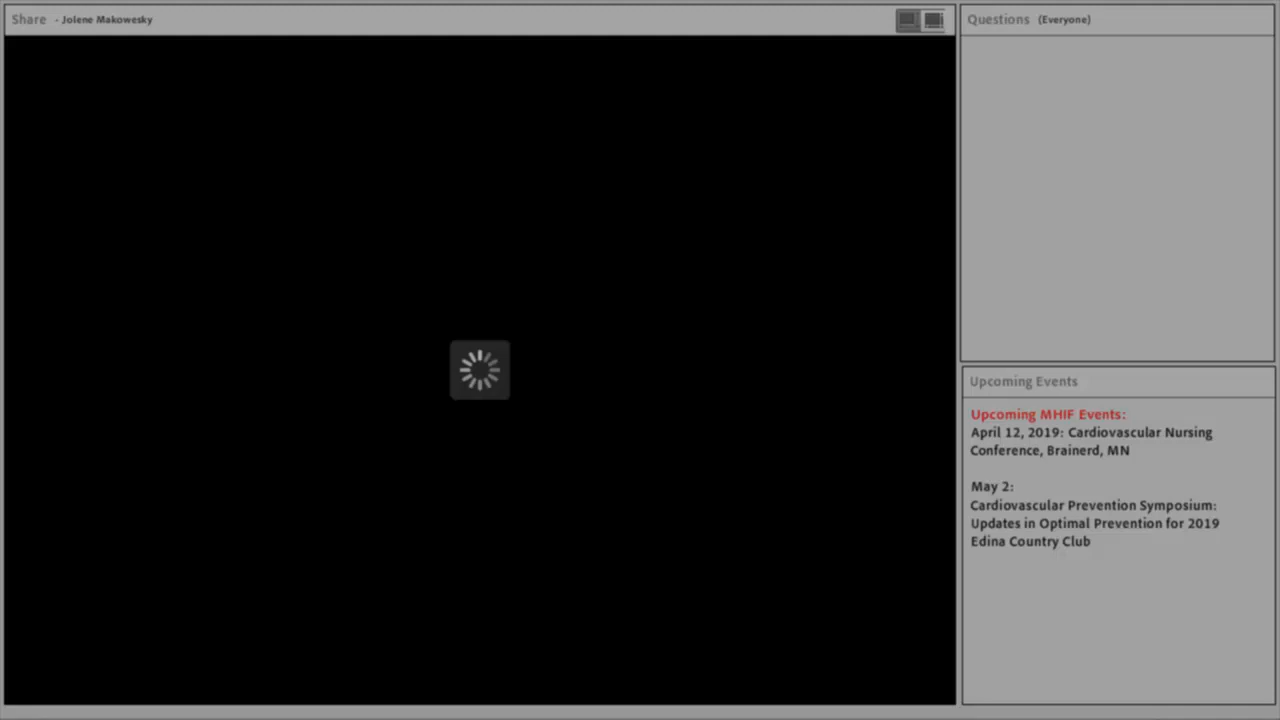 Share - Jolene Makowesky
Questions (Everyone)
Upcoming Events
Upcoming MHIF Events:
April 12, 2019: Cardiovascular Nursing
Conference, Brainerd, MN
May 2:
Cardiovascular Prevention Symposium:
Updates in Optimal Prevention for 2019
Edina Country Club